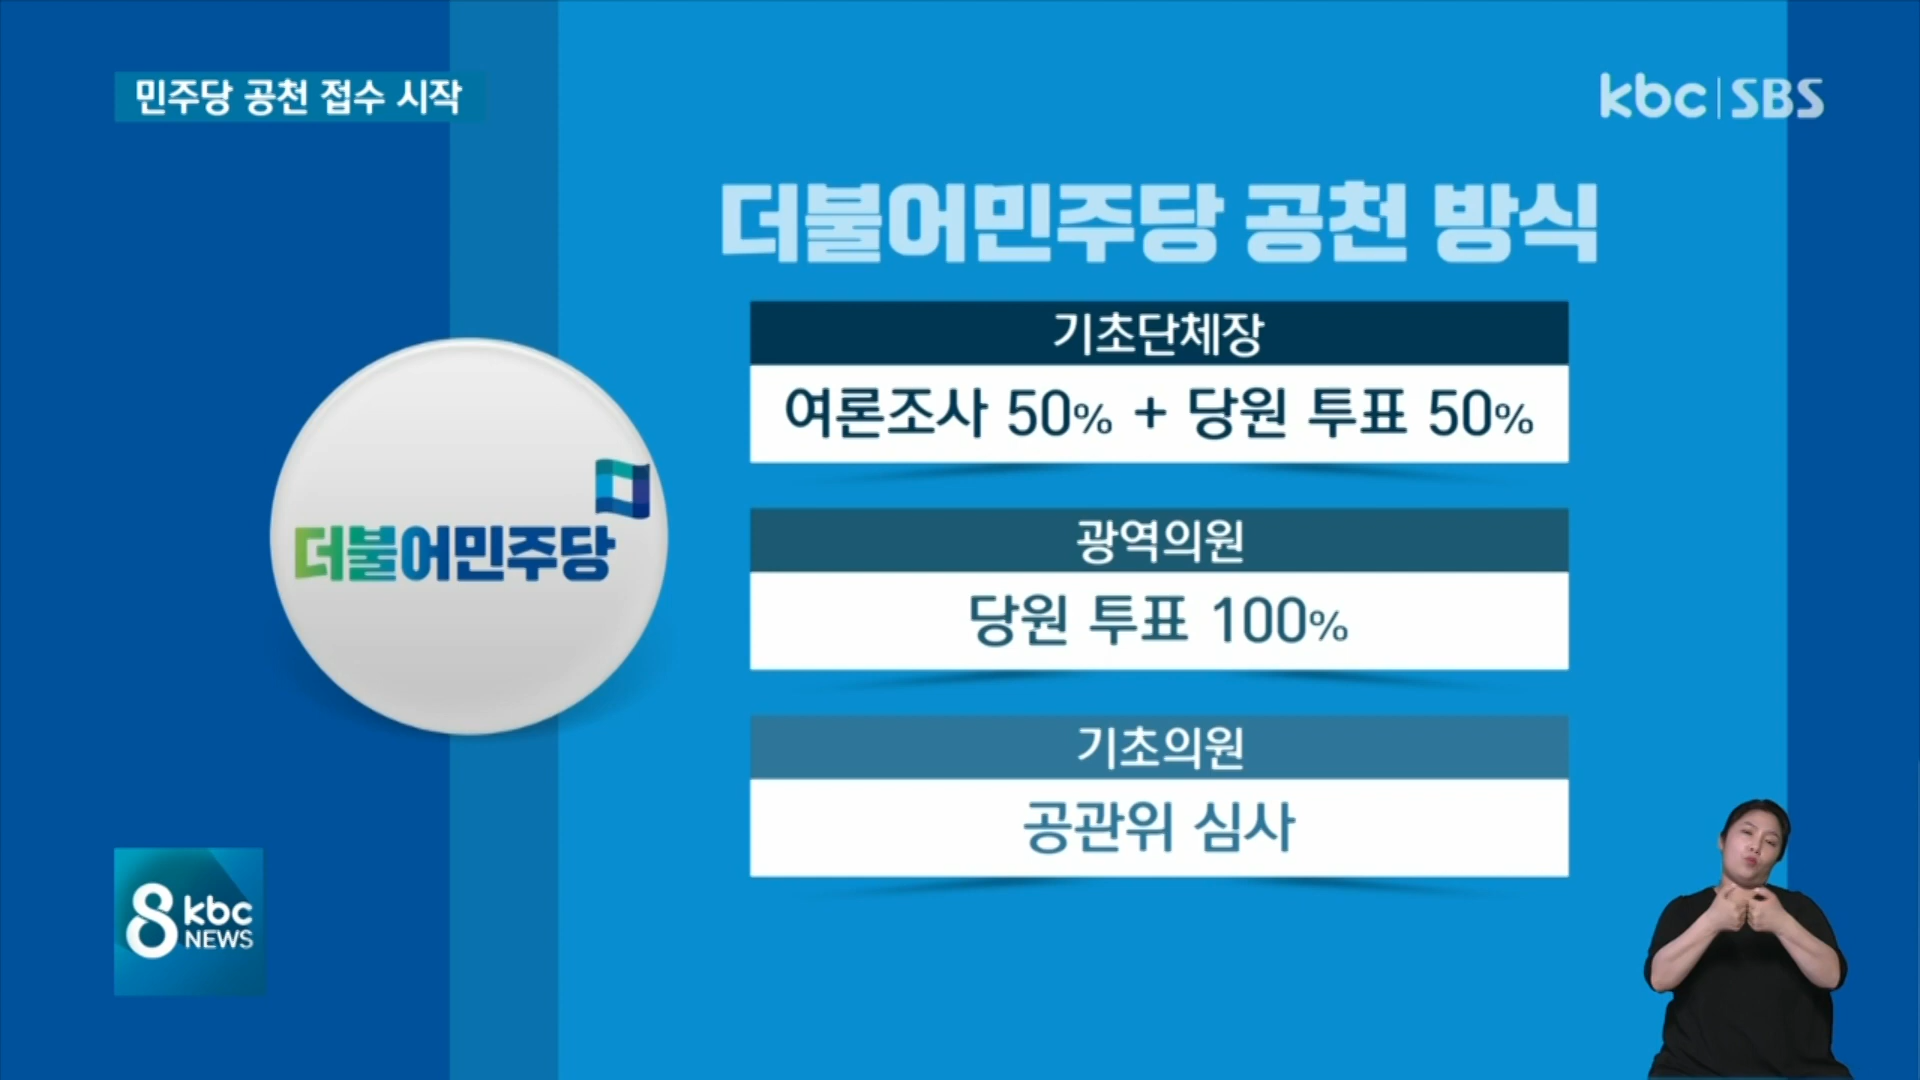 민주당 공천 접수 시작
kbc SBS
더불어민주당 공천 방식
기초단체장
여론조사 50% + 당원 투표 50%
더불어민주당
광역의원
당원 투표 100%
기초의원
공관위 심사
8 kbc
NEWS